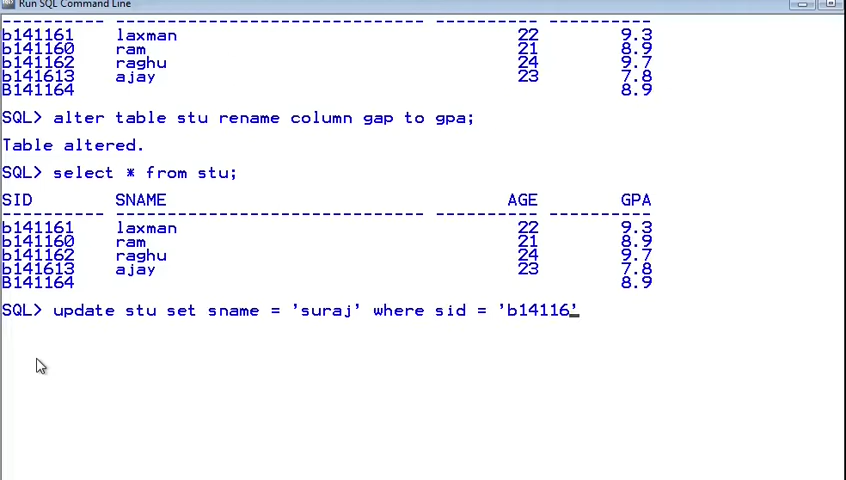 Run SQL Command Line
---------- ------------------------------ ---------- ----------
b141161 laxman 22 9.3
b141160 ram 21 8.9
b141162 raghu 24 9.7
b141613 ajay 23 7.8
B141164 8.9
SQL> alter table stu rename column gap to gpa;
Table altered.
SQL> select * from stu;
SID SNAME AGE GPA
---------- ------------------------------ ---------- ----------
b141161 laxman 22 9.3
b141160 ram 21 8.9
b141162 raghu 24 9.7
b141613 ajay 23 7.8
B141164 8.9
SQL> update stu set sname = 'suraj' where sid = 'b14116'